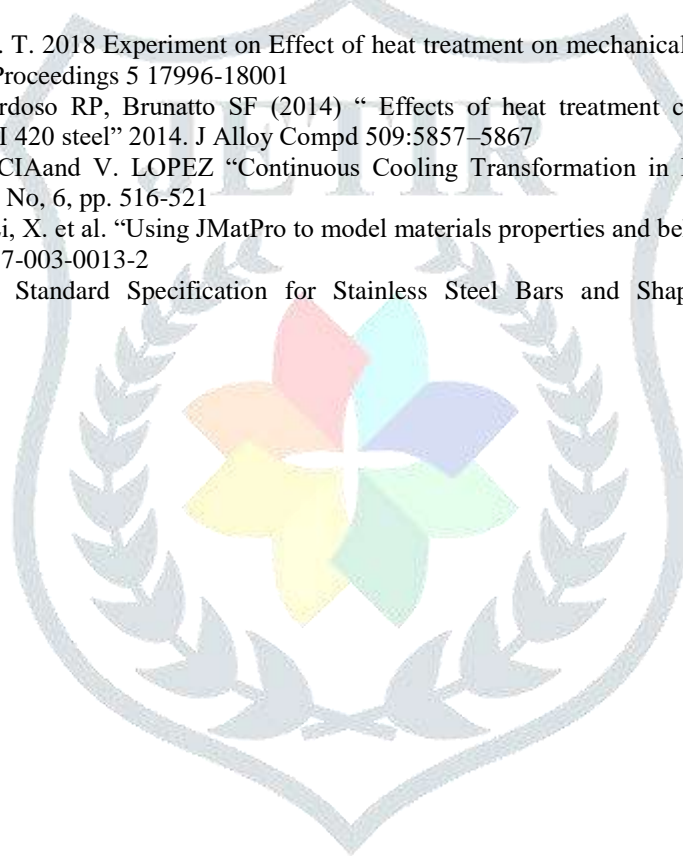 . T. 2018 Experiment on Effect of heat treatment on mechanical
Proceedings 5 17996-18001
rdoso RP, Brunatto SF (2014) “ Effects of heat treatment c
I 420 steel” 2014. J Alloy Compd 509:5857–5867
CIAand V. LOPEZ “Continuous Cooling Transformation in
No, 6, pp. 516-521
i, X. et al. “Using JMatPro to model materials properties and be
7-003-0013-2
Standard Specification for Stainless Steel Bars and Shap
JETIR